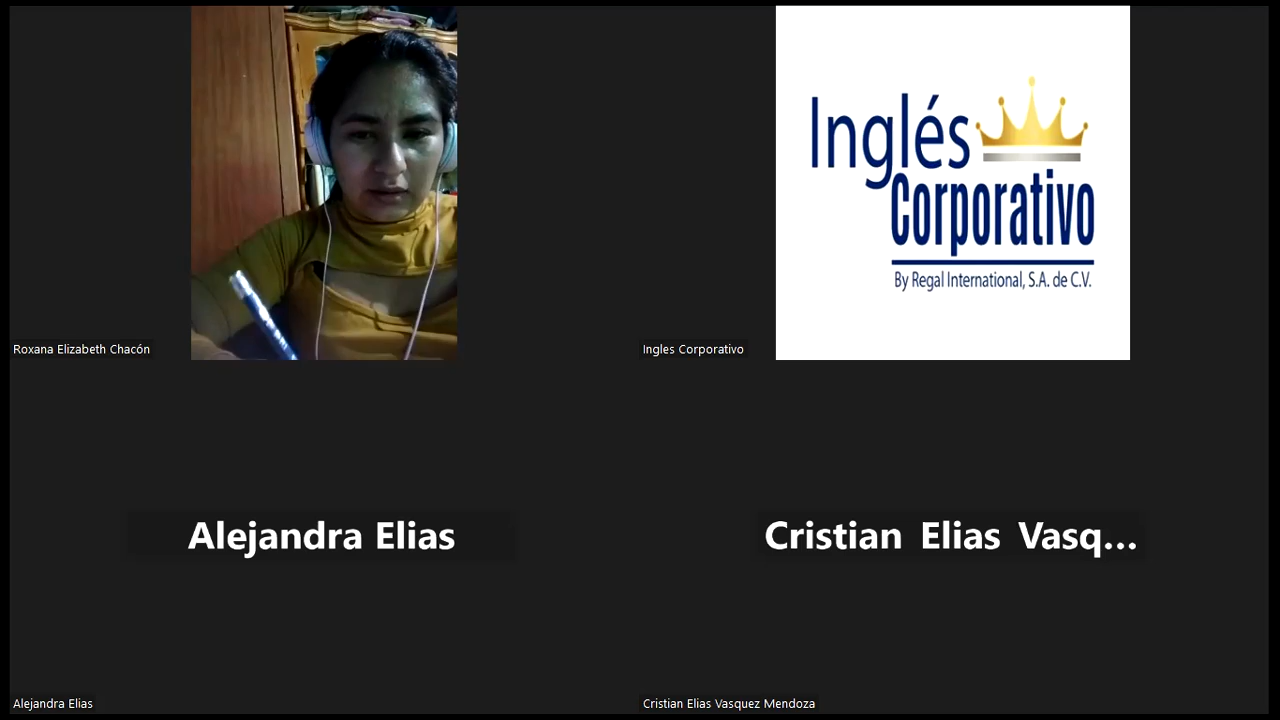 Inglés
Corporativo
By Regal International, S.A. de C.V.
Roxana Elizabeth Chacón
Ingles Corporativo
Alejandra Elias
Cristian Elias Vasq...
Alejandra Elias
Cristian Elias Vasquez Mendoza